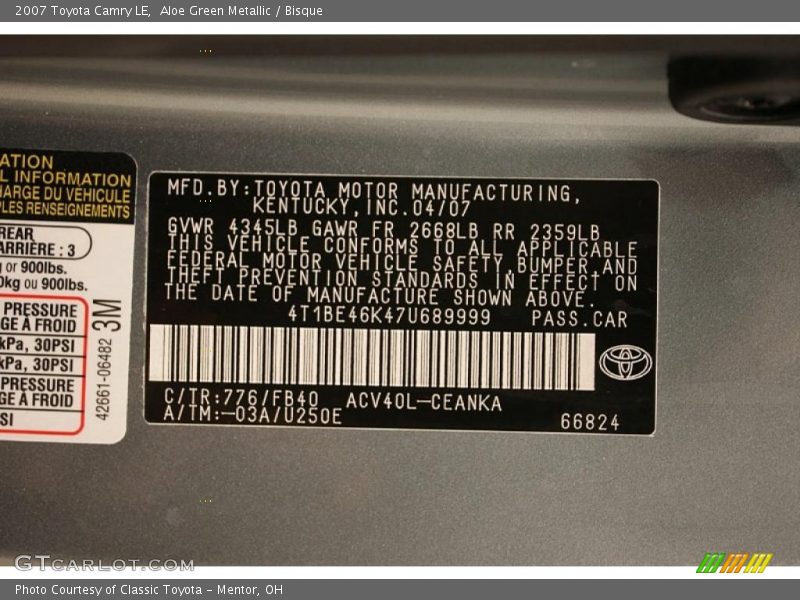 2007 Toyota Camry LE, Aloe Green Metallic / Bisque
ATION
L INFORMATION
HARGE DU VÉHICULE
PLES RENSEIGNEMENTS
REAR
ARRIÈRE : 3
g or 900lbs.
0kg ou 900lbs.
PRESSURE
GE À FROID
kPa, 30PSI
kPa, 30PSI
PRESSURE
GE À FROID
SI
42661-06482 3M
MFD.BY:TOYOTA MOTOR MANUFACTURING,
KENTUCKY,INC.04/07
GVWR 4345LB GAWR FR 2668LB RR 2359LB
THIS VEHICLE CONFORMS TO ALL APPLICABLE
FEDERAL MOTOR VEHICLE SAFETY,BUMPER,AND
THEFT PREVENTION STANDARDS IN EFFECT ON
THE DATE OF MANUFACTURE SHOWN ABOVE.
4T1BE46K47U689999 PASS.CAR
C/TR:776/FB40 ACV40L-CEANKA
A/TM:-03A/U250E
66824
GTCARLOT.COM
Photo Courtesy of Classic Toyota - Mentor, OH